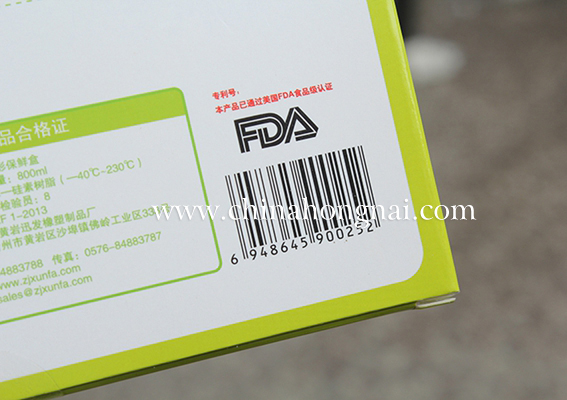 专利号:
本产品已通过美国FDA食品级认证
FDA
6 948645 900252
品合格证
保鲜盒
量: 800ml
硅素树脂 (—40℃-230℃)
检验员: 8
1-2013
黄岩迅发橡塑制品厂
州市黄岩区沙埠镇佛岭工业区33
4883788 传真: 0576-84883787
www.zjxunfa.com
sales@zjxunfa.com
www.chinahongnai.com